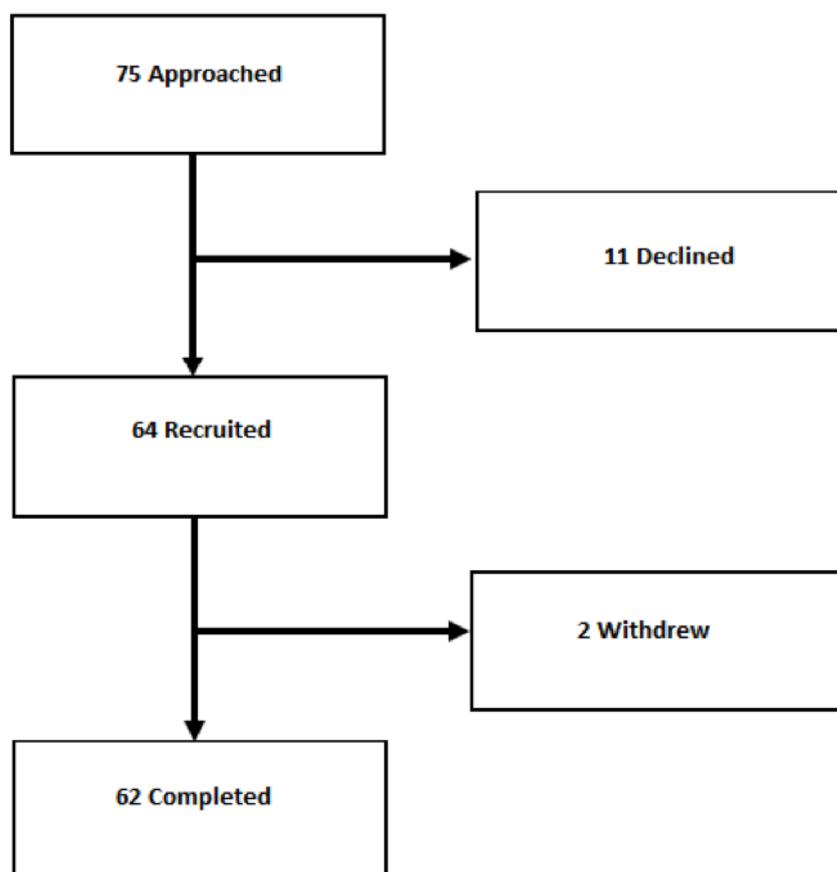 75 Approached
11 Declined
64 Recruited
2 Withdrew
62 Completed